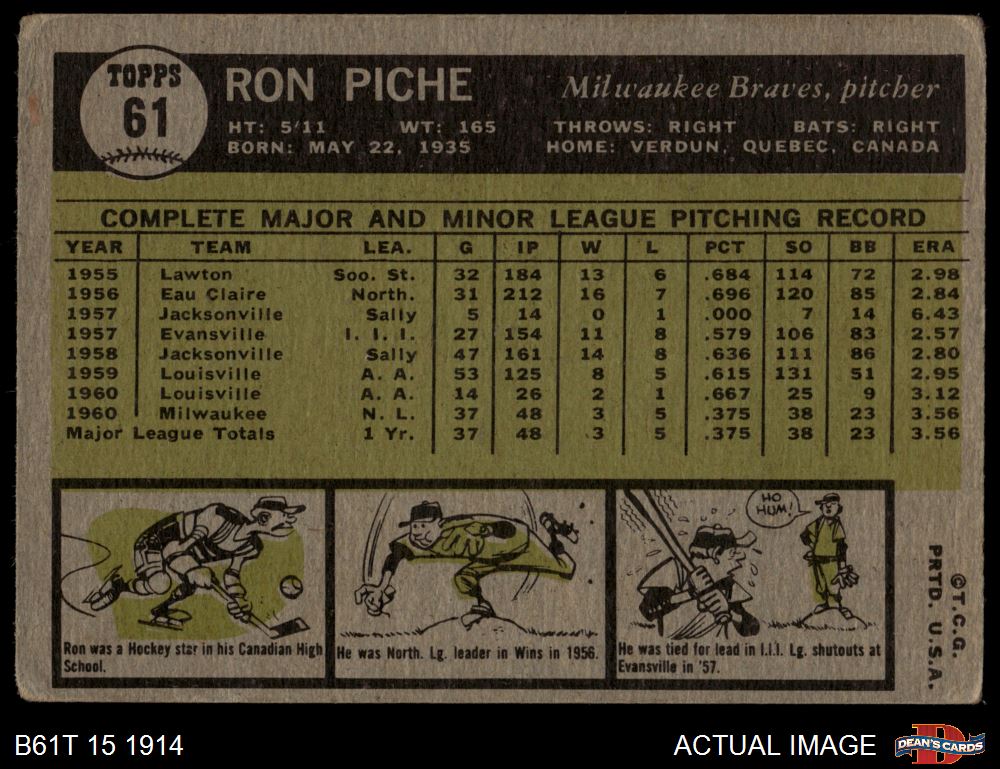 TOPPS
61
RON PICHE
Milwaukee Braves, pitcher
HT: 5'11 WT: 165 THROWS: RIGHT BATS: RIGHT
BORN: MAY 22, 1935 HOME: VERDUN, QUEBEC, CANADA
COMPLETE MAJOR AND MINOR LEAGUE PITCHING RECORD
YEAR TEAM LEA. G IP W L PCT SO BB ERA
1955 Lawton Soo. St. 32 184 13 6 .684 114 72 2.98
1956 Eau Claire North. 31 212 16 7 .696 120 85 2.84
1957 Jacksonville Sally 5 14 0 1 .000 7 14 6.43
1957 Evansville I. I. I. 27 154 11 8 .579 106 83 2.57
1958 Jacksonville Sally 47 161 14 8 .636 111 86 2.80
1959 Louisville A. A. 53 125 8 5 .615 131 51 2.95
1960 Louisville A. A. 14 26 2 1 .667 25 9 3.12
1960 Milwaukee N. L. 37 48 3 5 .375 38 23 3.56
Major League Totals 1 Yr. 37 48 3 5 .375 38 23 3.56
HO
HUM!
Ron was a Hockey star in his Canadian High
School.
He was North. Lg. leader in Wins in 1956.
He was tied for lead in I.I.I. Lg. shutouts at
Evansville in '57.
©T.C.G.
PRTD. U.S.A.
B61T 15 1914
ACTUAL IMAGE
D
DEAN'S CARDS